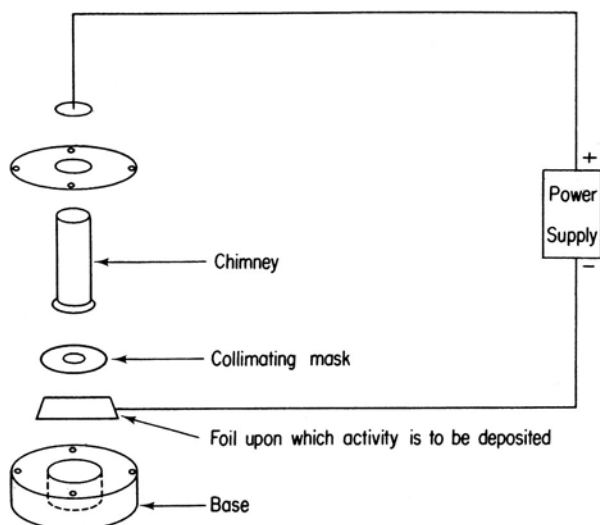 +
Power
Supply
−
Chimney
Collimating mask
Foil upon which activity is to be deposited
Base